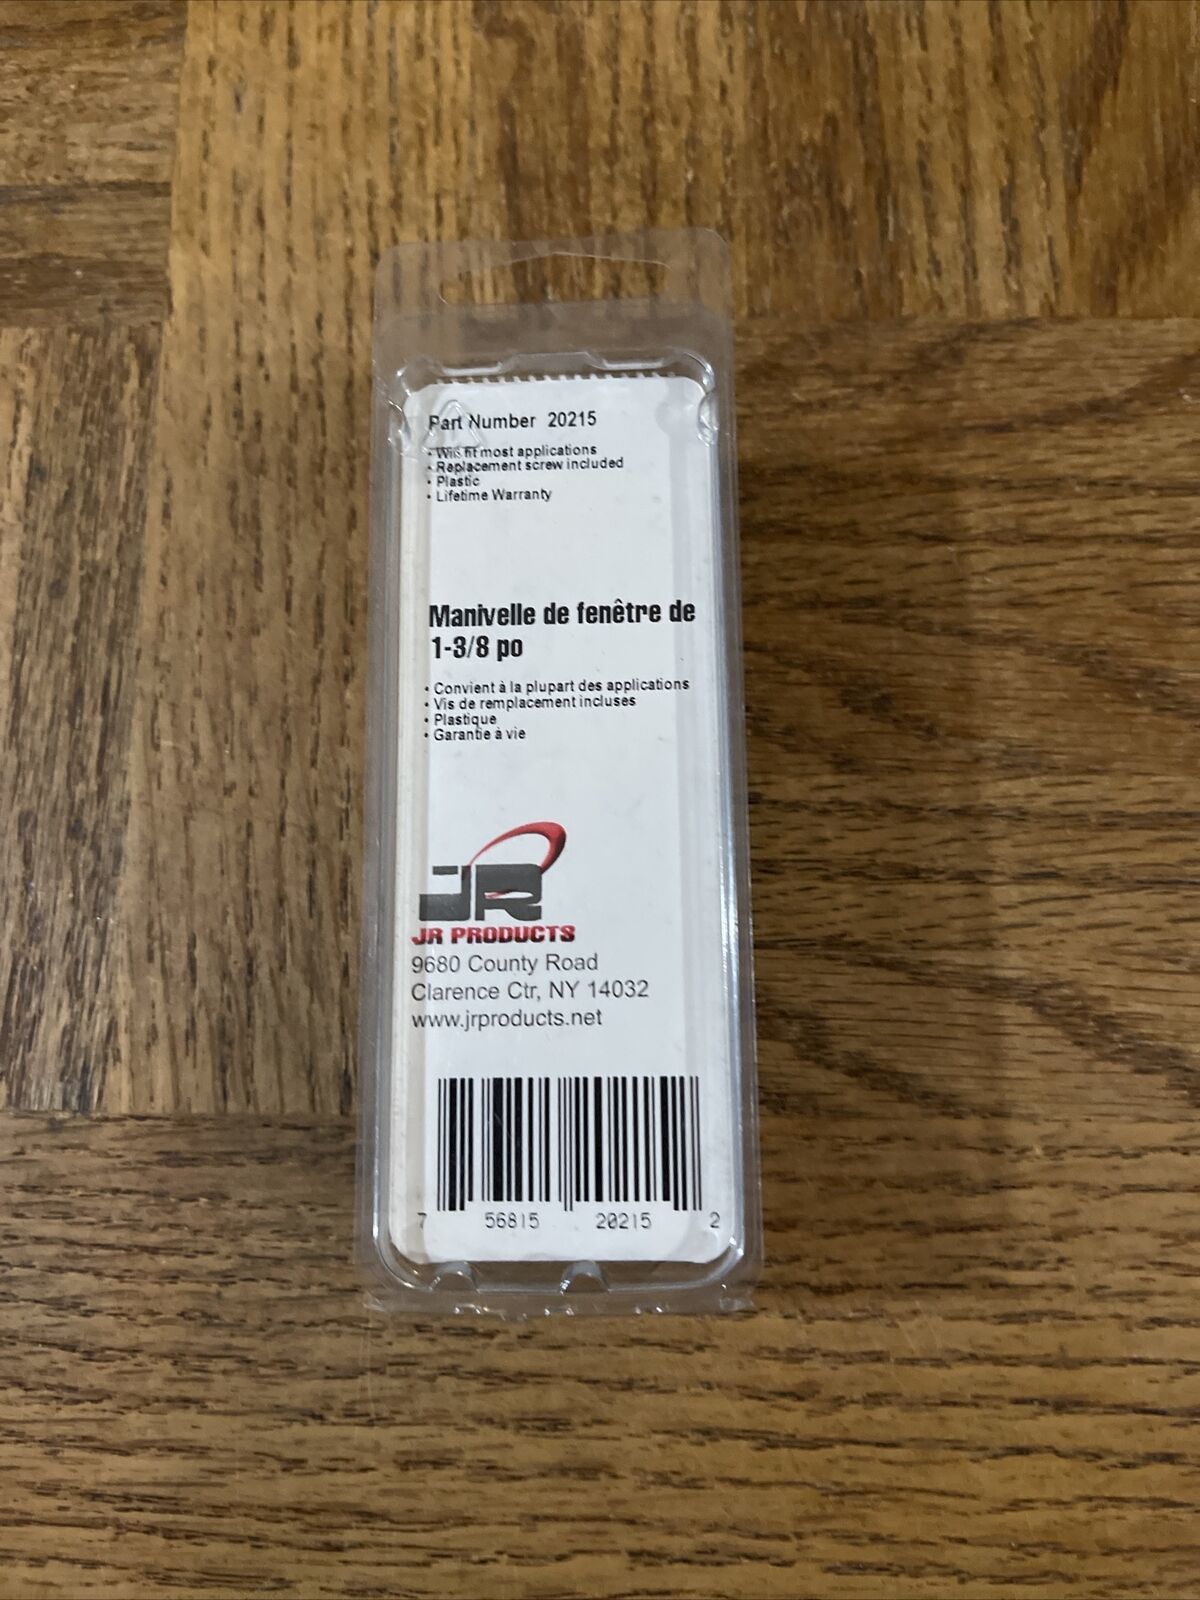 Part Number 20215
• Will fit most applications
• Replacement screw included
• Plastic
• Lifetime Warranty
Manivelle de fenêtre de
1-3/8 po
• Convient à la plupart des applications
• Vis de remplacement incluses
• Plastique
• Garantie à vie
JR
JR PRODUCTS
9680 County Road
Clarence Ctr, NY 14032
www.jrproducts.net
7 56815 20215 2